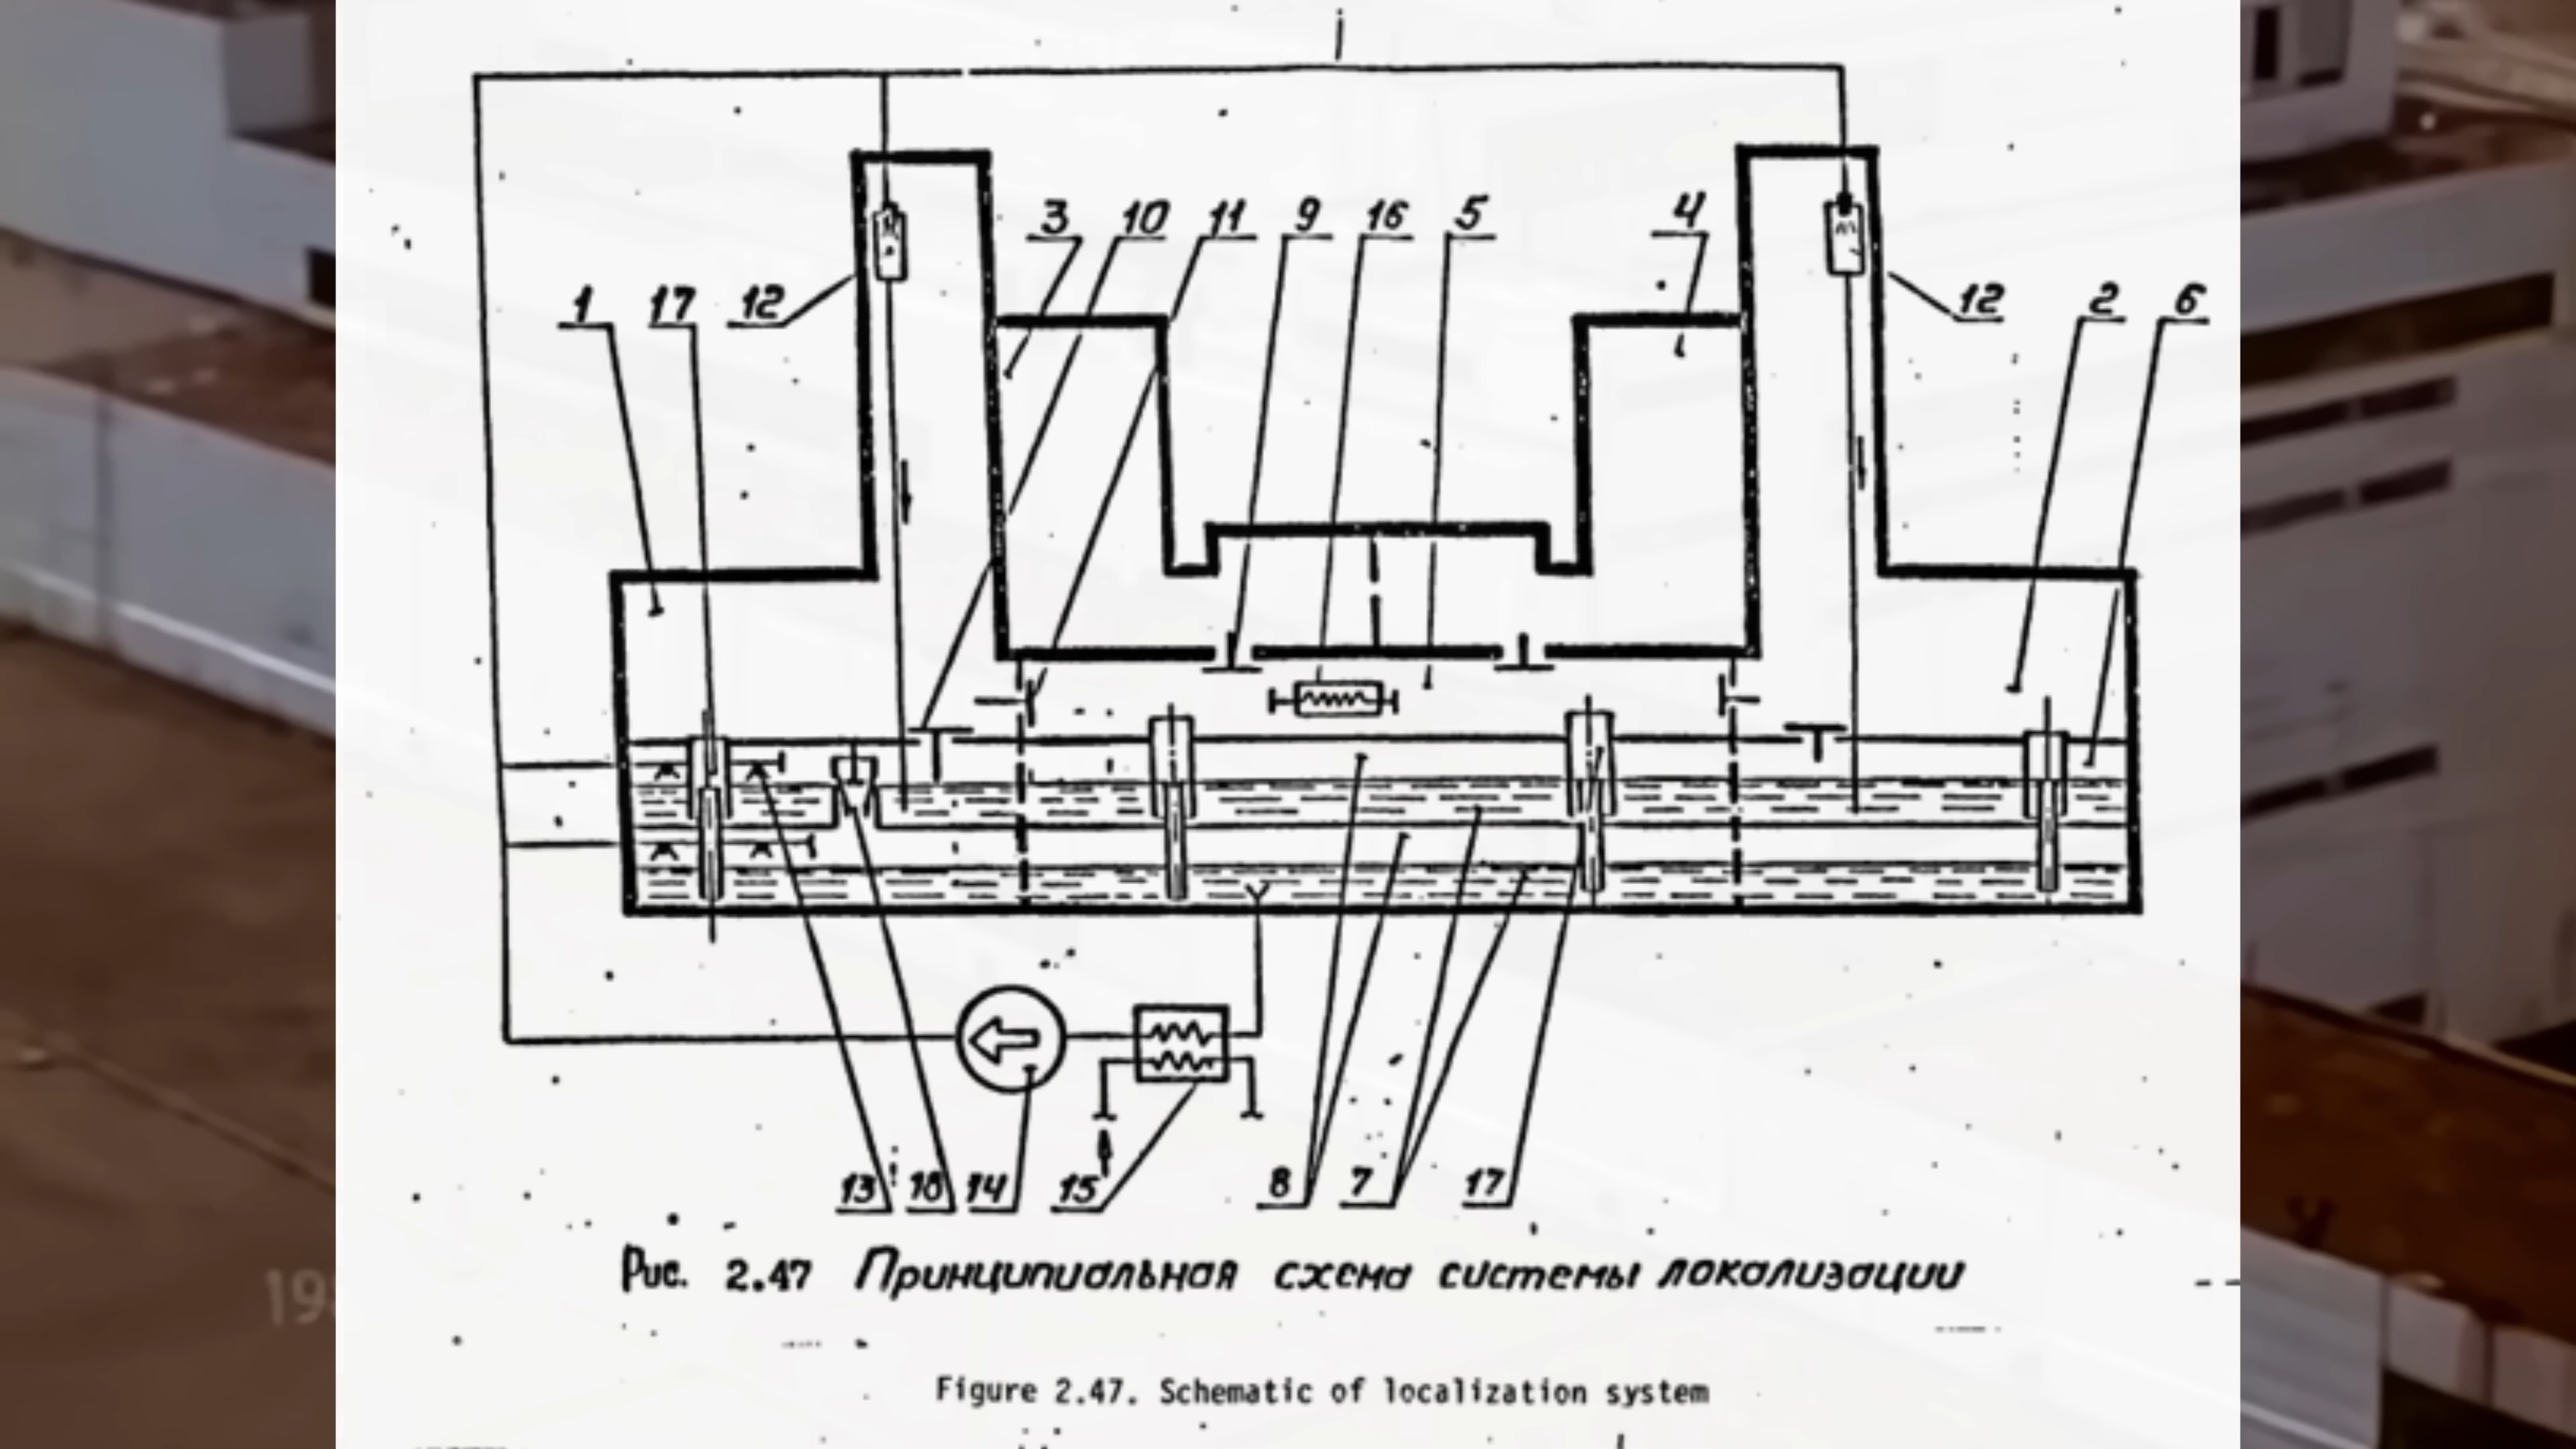 3 10 11 9 16 5 4
1 17 12 12 2 6
13 18 14 15 8 7 17
Рис. 2.47 Принципиальная схема системы локализации
Figure 2.47. Schematic of localization system